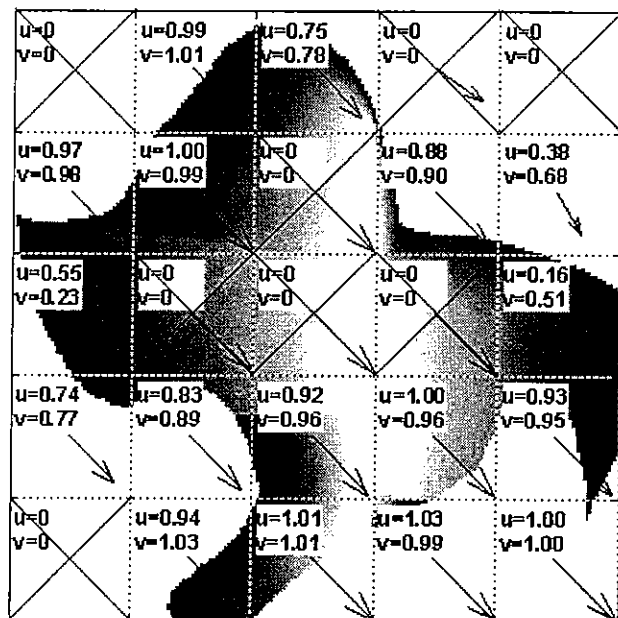 u=0 u=0.99 u=0.75 u=0 u=0
v=0 v=1.01 v=0.78 v=0 v=0
u=0.97 u=1.00 u=0 u=0.88 u=0.38
v=0.98 v=0.99 v=0 v=0.90 v=0.68
u=0.55 u=0 u=0 u=0 u=0.16
v=0.23 v=0 v=0 v=0 v=0.51
u=0.74 u=0.83 u=0.92 u=1.00 u=0.93
v=0.77 v=0.89 v=0.96 v=0.96 v=0.95
u=0 u=0.94 u=1.01 u=1.03 u=1.00
v=0 v=1.03 v=1.01 v=0.99 v=1.00